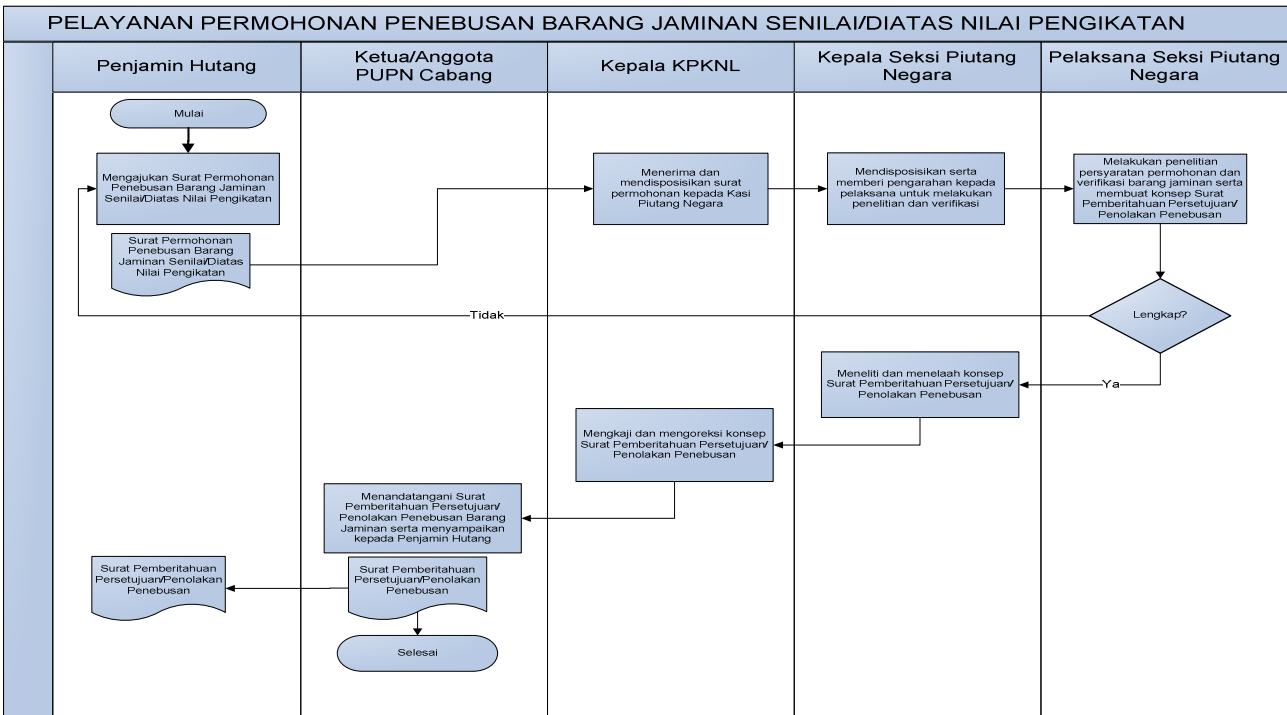 PELAYANAN PERMOHONAN PENEBUSAN BARANG JAMINAN SENILAI/DIATAS NILAI PENGIKATAN
Penjamin Hutang
Ketua/Anggota
PUPN Cabang
Kepala KPKNL
Kepala Seksi Piutang
Negara
Pelaksana Seksi Piutang
Negara
Mulai
Mengajukan Surat Permohonan
Penebusan Barang Jaminan
Senilai/Diatas Nilai Pengikatan
Surat Permohonan
Penebusan Barang
Jaminan Senilai/Diatas
Nilai Pengikatan
Menerima dan
mendisposisikan surat
permohonan kepada Kasi
Piutang Negara
Mendisposisikan serta
memberi pengarahan kepada
pelaksana untuk melakukan
penelitian dan verifikasi
Melakukan penelitian
persyaratan permohonan dan
verifikasi barang jaminan serta
membuat konsep Surat
Pemberitahuan Persetujuan/
Penolakan Penebusan
Lengkap?
Tidak
Ya
Meneliti dan menelaah konsep
Surat Pemberitahuan Persetujuan/
Penolakan Penebusan
Mengkaji dan mengoreksi konsep
Surat Pemberitahuan Persetujuan/
Penolakan Penebusan
Menandatangani Surat
Pemberitahuan Persetujuan/
Penolakan Penebusan Barang
Jaminan serta menyampaikan
kepada Penjamin Hutang
Surat Pemberitahuan
Persetujuan/Penolakan
Penebusan
Surat Pemberitahuan
Persetujuan/Penolakan
Penebusan
Selesai